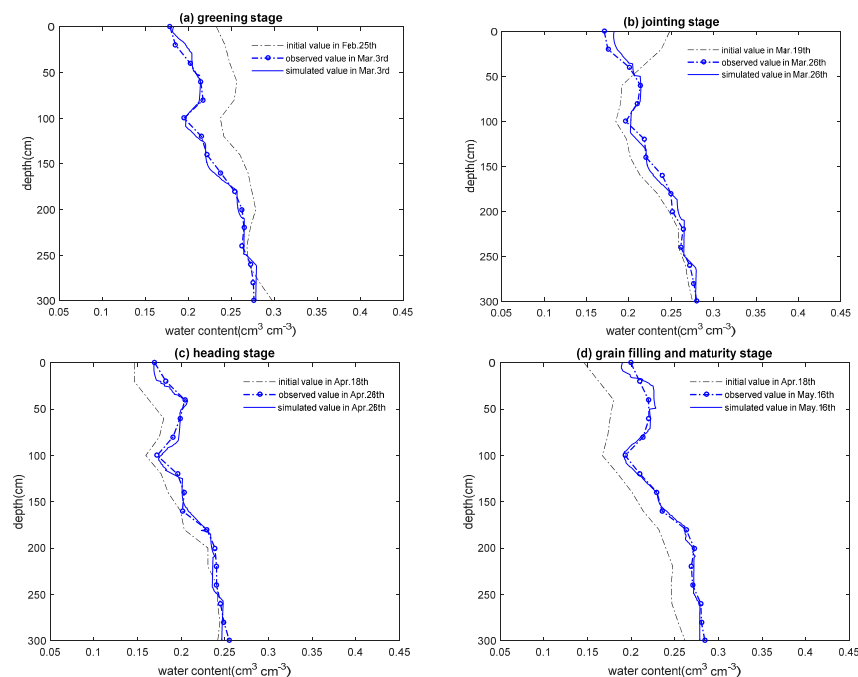 (a) greening stage
initial value in Feb.25th
observed value in Mar.3rd
simulated value in Mar.3rd
0
50
100
150
200
250
300
depth(cm)
0.05 0.1 0.15 0.2 0.25 0.3 0.35 0.4 0.45
water content(cm³ cm⁻³)
(b) jointing stage
initial value in Mar.19th
observed value in Mar.26th
simulated value in Mar.26th
0
50
100
150
200
250
300
depth(cm)
0.05 0.1 0.15 0.2 0.25 0.3 0.35 0.4 0.45
water content(cm³ cm⁻³)
(c) heading stage
initial value in Apr.18th
observed value in Apr.26th
simulated value in Apr.26th
0
50
100
150
200
250
300
depth(cm)
0.05 0.1 0.15 0.2 0.25 0.3 0.35 0.4 0.45
water content(cm³ cm⁻³)
(d) grain filling and maturity stage
initial value in Apr.18th
observed value in May.16th
simulated value in May.16th
0
50
100
150
200
250
300
depth(cm)
0.05 0.1 0.15 0.2 0.25 0.3 0.35 0.4 0.45
water content(cm³ cm⁻³)